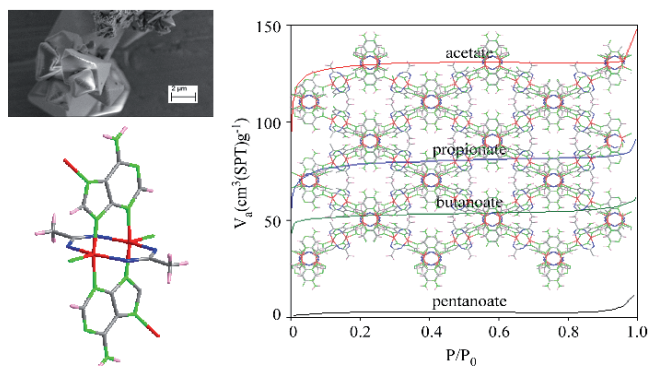 2 μm
V_a(cm³(SPT)g⁻¹)
150
100
50
0
acetate
propionate
butanoate
pentanoate
0 0.2 0.4 0.6 0.8 1.0
P/P₀